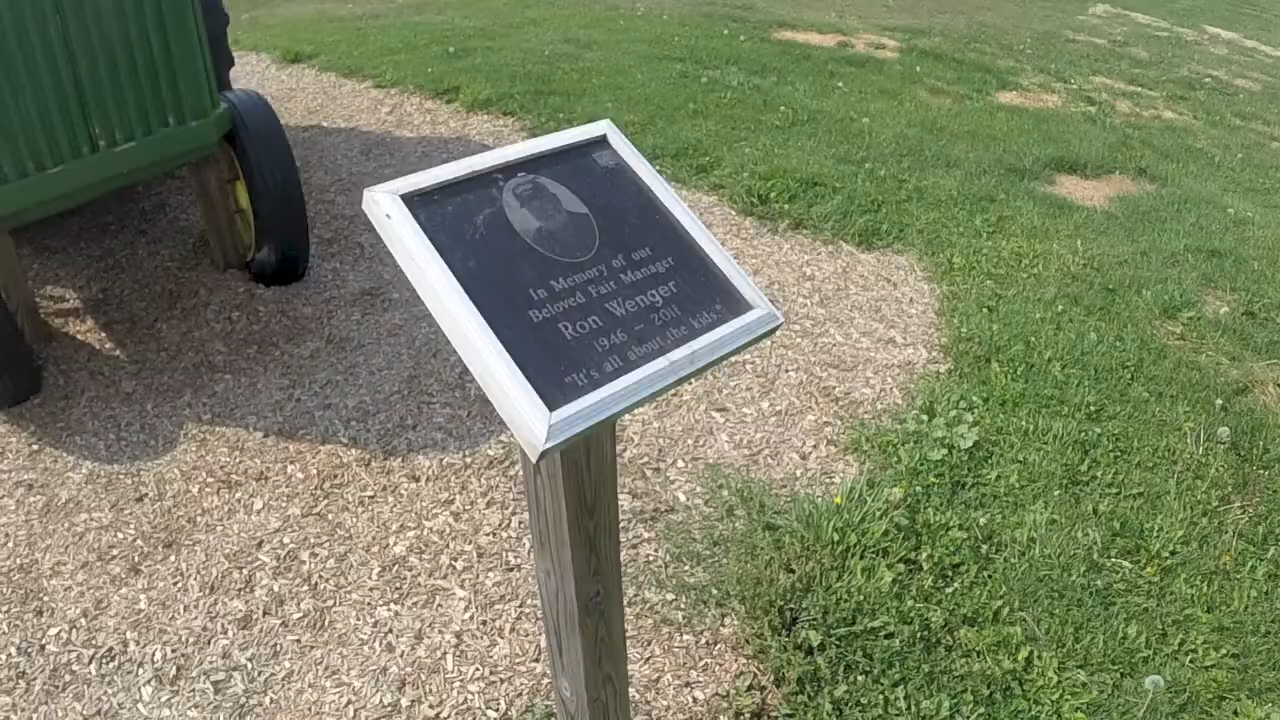 In Memory of our
Beloved Fair Manager
Ron Wenger
1946 - 2011
"It's all about the kids!"